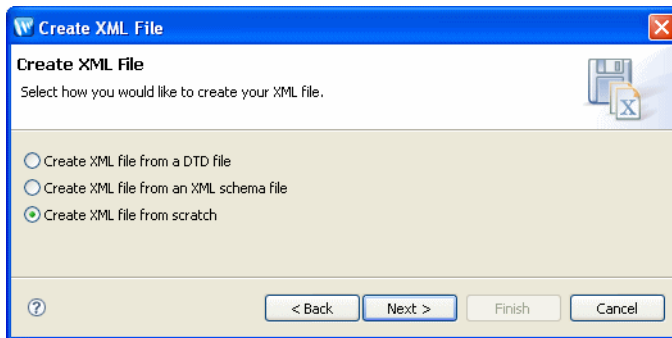 Create XML File
Create XML File
Select how you would like to create your XML file.
X
Create XML file from a DTD file
Create XML file from an XML schema file
Create XML file from scratch
? < Back Next > Finish Cancel